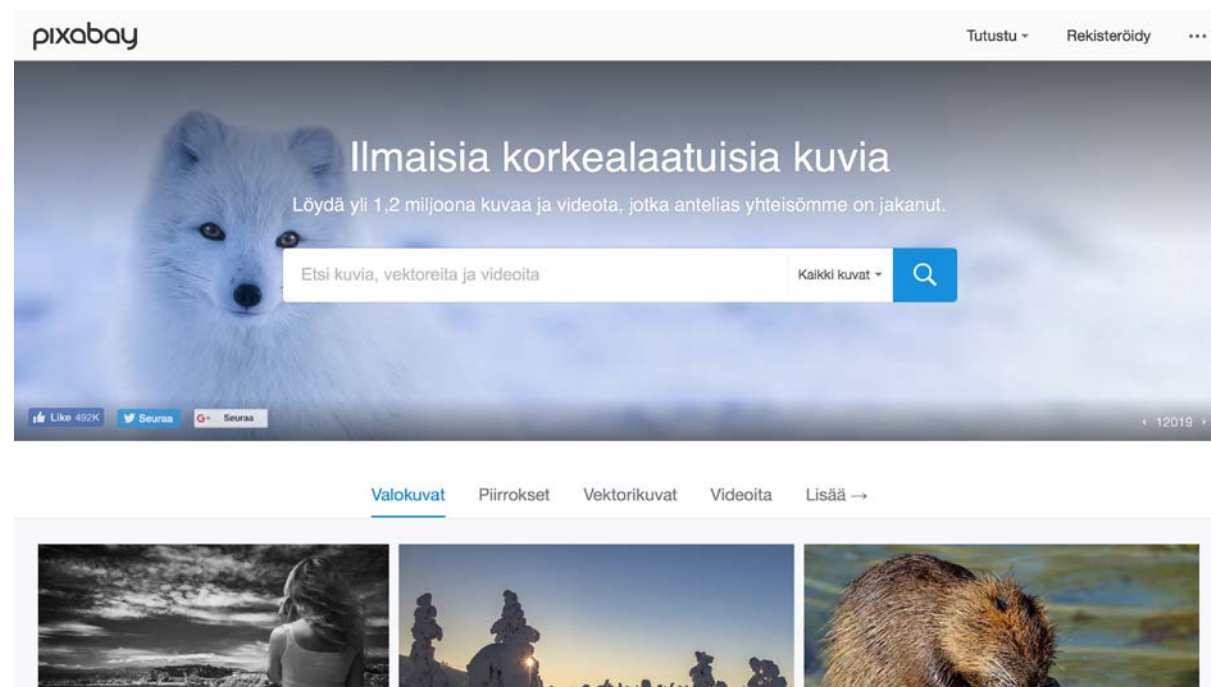 pixabay
Tutustu
Rekisteröidy
Ilmaisia korkealaatuisia kuvia
Löydä yli 1,2 miljoona kuvaa ja videota, jotka antelias yhteisömme on jakanut.
Etsi kuvia, vektoreita ja videoita
Kaikki kuvat
Like 492K
Seuraa
G+ Seuraa
‹ 12019 ›
Valokuvat
Piirrokset
Vektorikuvat
Videoita
Lisää →